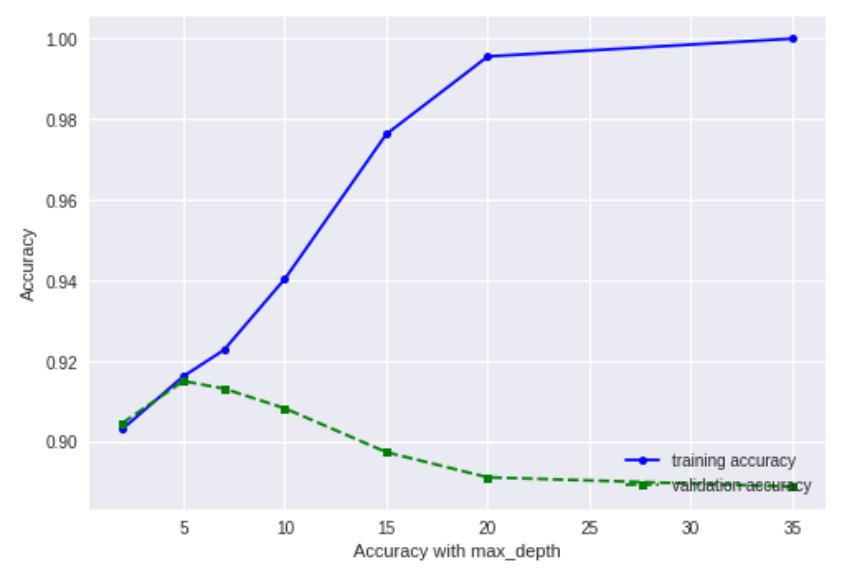 1.00
0.98
0.96
0.94
0.92
0.90
Accuracy
training accuracy
validation accuracy
5 10 15 20 25 30 35
Accuracy with max_depth